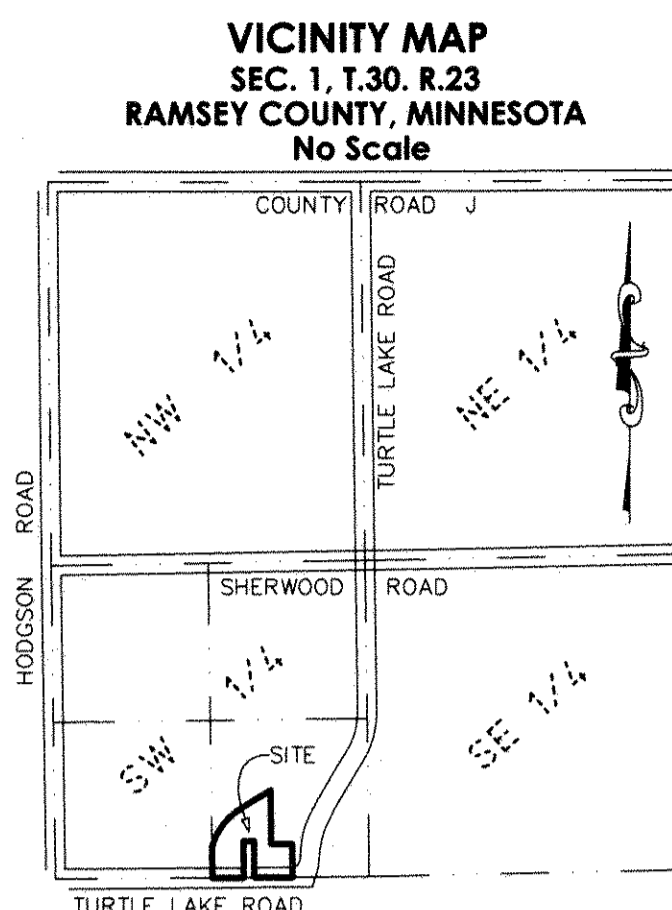 VICINITY MAP
SEC. 1, T.30. R.23
RAMSEY COUNTY, MINNESOTA
No Scale
COUNTY ROAD J
TURTLE LAKE ROAD
NW 1/4
NE 1/4
HODGSON ROAD
SHERWOOD ROAD
SW 1/4
SE 1/4
SITE
TURTLE LAKE ROAD